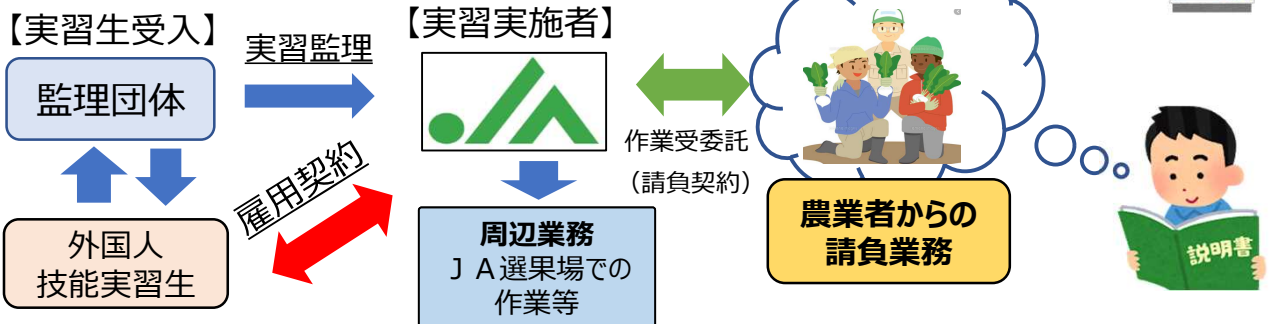 【実習生受入】
実習監理
【実習実施者】
監理団体
JA
作業受委託
（請負契約）
雇用契約
外国人
技能実習生
周辺業務
ＪＡ選果場での
作業等
農業者からの
請負業務
説明書